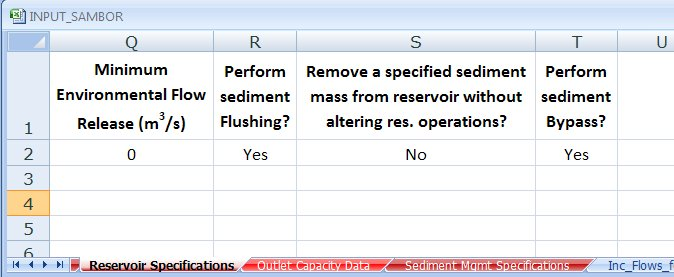 INPUT_SAMBOR
Q R S T U
1 Minimum Environmental Flow Release (m³/s) Perform sediment Flushing? Remove a specified sediment mass from reservoir without altering res. operations? Perform sediment Bypass?
2 0 Yes No Yes
3
4
5
6
Reservoir Specifications Outlet Capacity Data Sediment Mgmt Specifications Inc_Flows_f